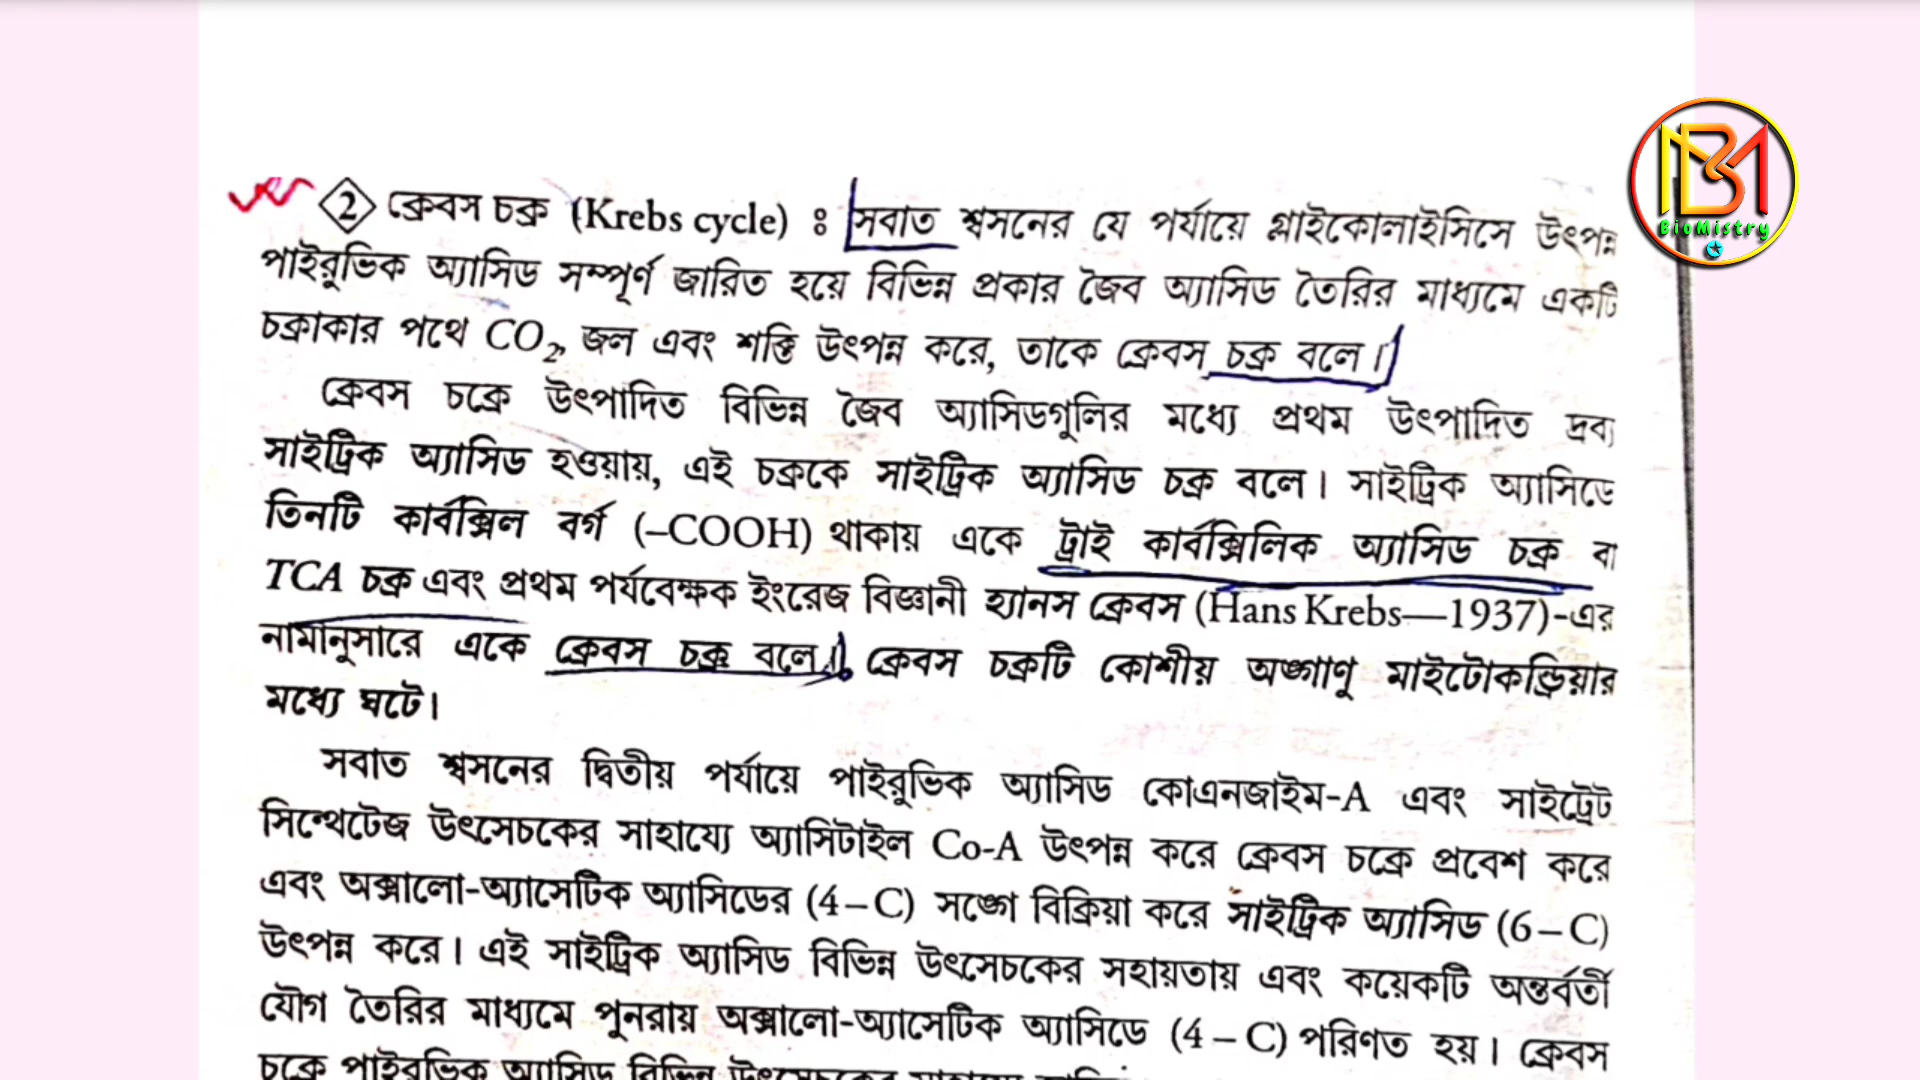 ② ক্রেবস চক্র (Krebs cycle) ঃ সবাত শ্বসনের যে পর্যায়ে গ্লাইকোলাইসিসে উৎপন্ন
পাইরুভিক অ্যাসিড সম্পূর্ণ জারিত হয়ে বিভিন্ন প্রকার জৈব অ্যাসিড তৈরির মাধ্যমে একটি
চক্রাকার পথে CO₂, জল এবং শক্তি উৎপন্ন করে, তাকে ক্রেবস চক্র বলে।
ক্রেবস চক্রে উৎপাদিত বিভিন্ন জৈব অ্যাসিডগুলির মধ্যে প্রথম উৎপাদিত দ্রব্য
সাইট্রিক অ্যাসিড হওয়ায়, এই চক্রকে সাইট্রিক অ্যাসিড চক্র বলে। সাইট্রিক অ্যাসিডে
তিনটি কার্বক্সিল বর্গ (–COOH) থাকায় একে ট্রাই কার্বক্সিলিক অ্যাসিড চক্র বা
TCA চক্র এবং প্রথম পর্যবেক্ষক ইংরেজ বিজ্ঞানী হ্যানস ক্রেবস (Hans Krebs—1937)-এর
নামানুসারে একে ক্রেবস চক্র বলে। ক্রেবস চক্রটি কোশীয় অঙ্গাণু মাইটোকন্ড্রিয়ার
মধ্যে ঘটে।
সবাত শ্বসনের দ্বিতীয় পর্যায়ে পাইরুভিক অ্যাসিড কোএনজাইম-A এবং সাইট্রেট
সিন্থেটেজ উৎসেচকের সাহায্যে অ্যাসিটাইল Co-A উৎপন্ন করে ক্রেবস চক্রে প্রবেশ করে
এবং অক্সালো-অ্যাসেটিক অ্যাসিডের (4–C) সঙ্গে বিক্রিয়া করে সাইট্রিক অ্যাসিড (6–C)
উৎপন্ন করে। এই সাইট্রিক অ্যাসিড বিভিন্ন উৎসেচকের সহায়তায় এবং কয়েকটি অন্তর্বর্তী
যৌগ তৈরির মাধ্যমে পুনরায় অক্সালো-অ্যাসেটিক অ্যাসিডে (4–C) পরিণত হয়। ক্রেবস
চক্রে পাইরুভিক অ্যাসিড বিভিন্ন উৎসেচকের
BM
BioMistry